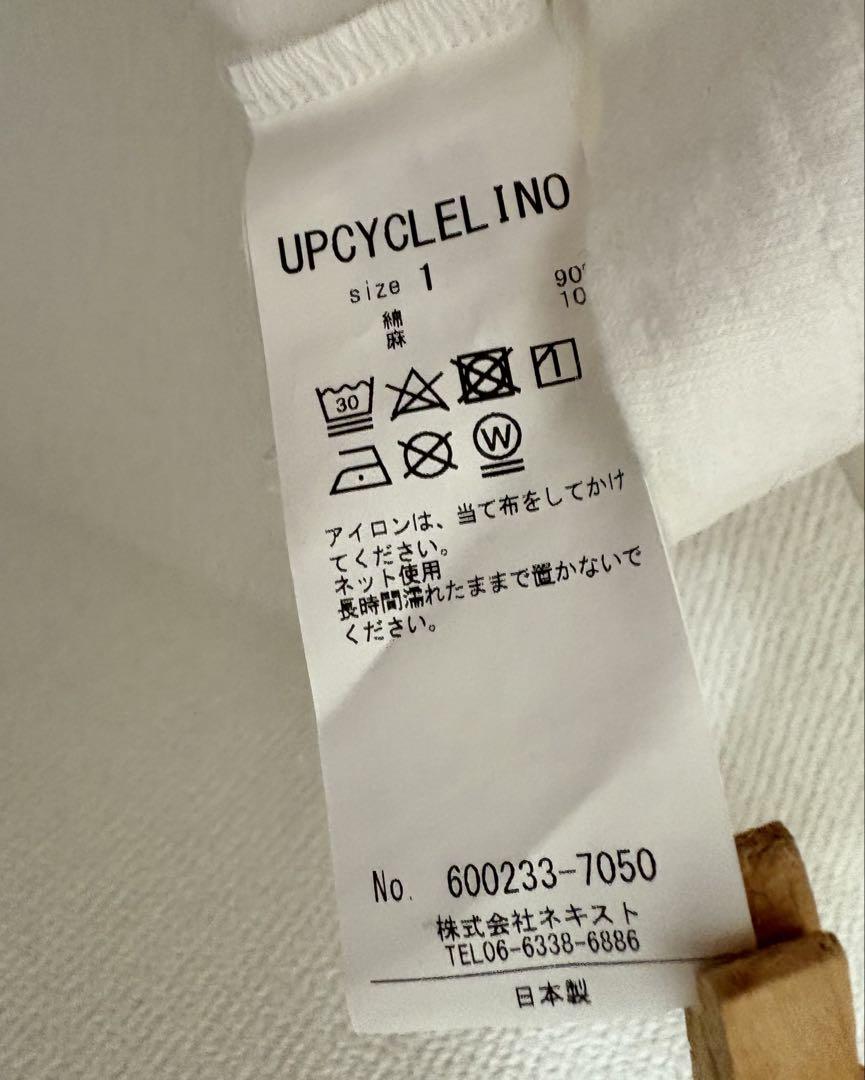 UPCYCLELINO
size 1
綿 90
麻 10
30
W
アイロンは、当て布をしてかけ
てください。
ネット使用
長時間濡れたままで置かないで
ください。
No. 600233-7050
株式会社ネキスト
TEL06-6338-6886
日本製